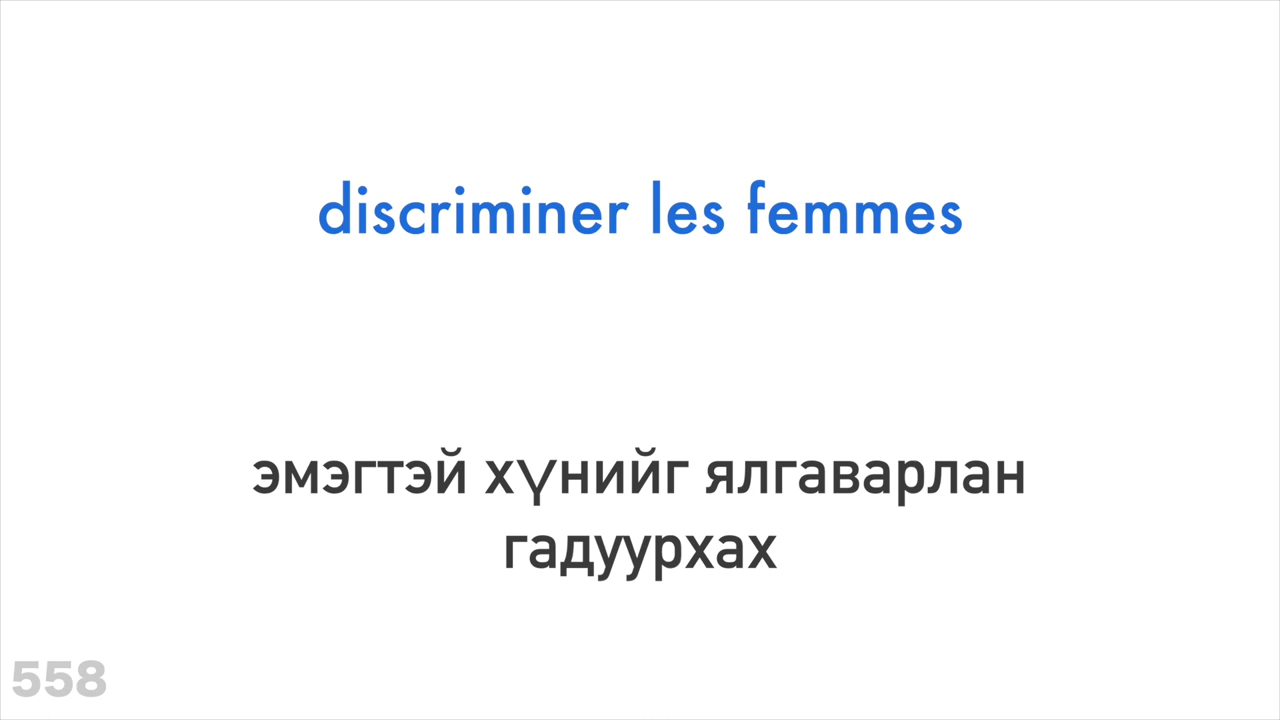 discriminer les femmes
эмэгтэй хүнийг ялгаварлан
гадуурхах
558